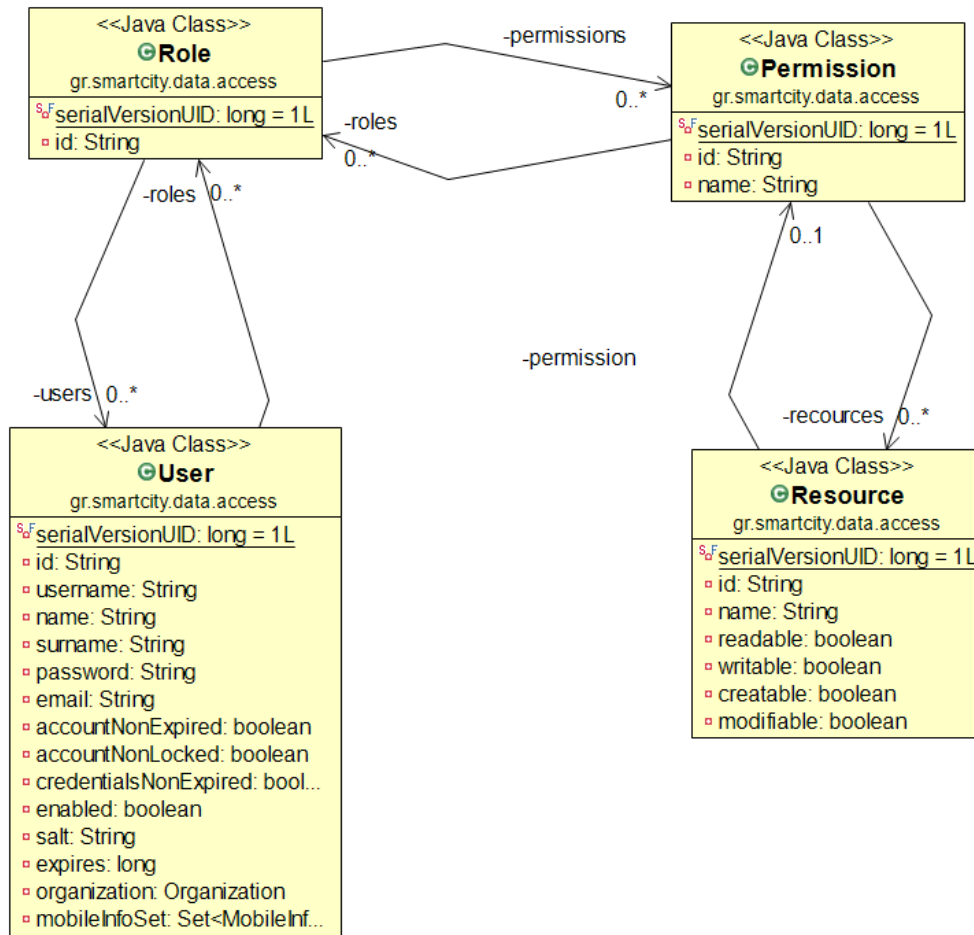 <<Java Class>>
Role
gr.smartcity.data.access
serialVersionUID: long = 1L
id: String
-permissions
0..*
-roles
0..*
<<Java Class>>
Permission
gr.smartcity.data.access
serialVersionUID: long = 1L
id: String
name: String
-roles 0..*
0..1
-permission
-users 0..*
-recources 0..*
<<Java Class>>
User
gr.smartcity.data.access
serialVersionUID: long = 1L
id: String
username: String
name: String
surname: String
password: String
email: String
accountNonExpired: boolean
accountNonLocked: boolean
credentialsNonExpired: bool...
enabled: boolean
salt: String
expires: long
organization: Organization
mobileInfoSet: Set<MobileInf...
<<Java Class>>
Resource
gr.smartcity.data.access
serialVersionUID: long = 1L
id: String
name: String
readable: boolean
writable: boolean
creatable: boolean
modifiable: boolean